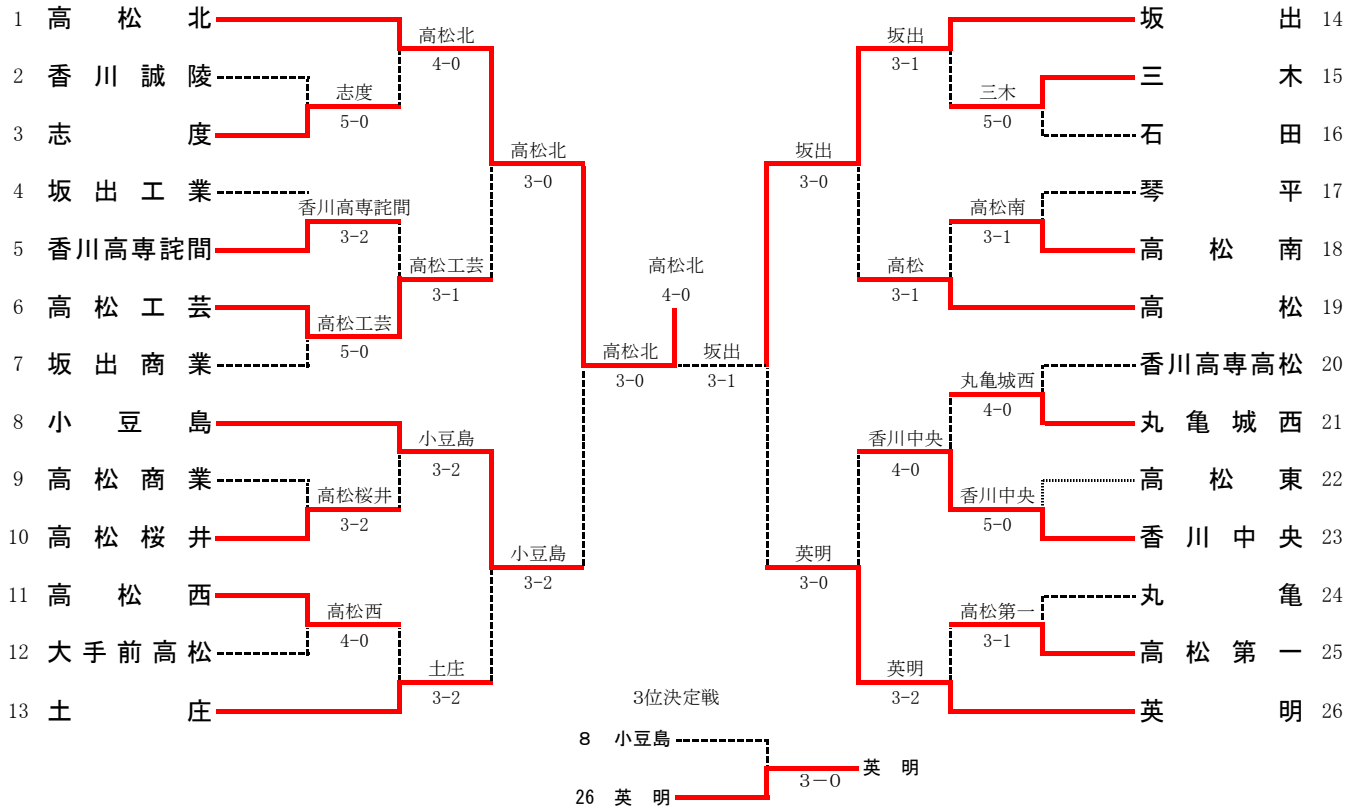 1 高松北
2 香川誠陵
3 志度
4 坂出工業
5 香川高専詫間
6 高松工芸
7 坂出商業
8 小豆島
9 高松商業
10 高松桜井
11 高松西
12 大手前高松
13 土庄
志度
5-0
香川高専詫間
3-2
高松工芸
5-0
高松桜井
3-2
高松西
4-0
高松北
4-0
高松工芸
3-1
小豆島
3-2
土庄
3-2
高松北
3-0
小豆島
3-2
高松北
3-0
高松北
4-0
坂出
3-1
坂出
3-0
英明
3-0
坂出
3-1
高松
3-1
香川中央
4-0
英明
3-2
三木
5-0
高松南
3-1
丸亀城西
4-0
香川中央
5-0
高松第一
3-1
坂出 14
三木 15
石田 16
琴平 17
高松南 18
高松 19
香川高専高松 20
丸亀城西 21
高松東 22
香川中央 23
丸亀 24
高松第一 25
英明 26
3位決定戦
8 小豆島
26 英明
3－0
英明